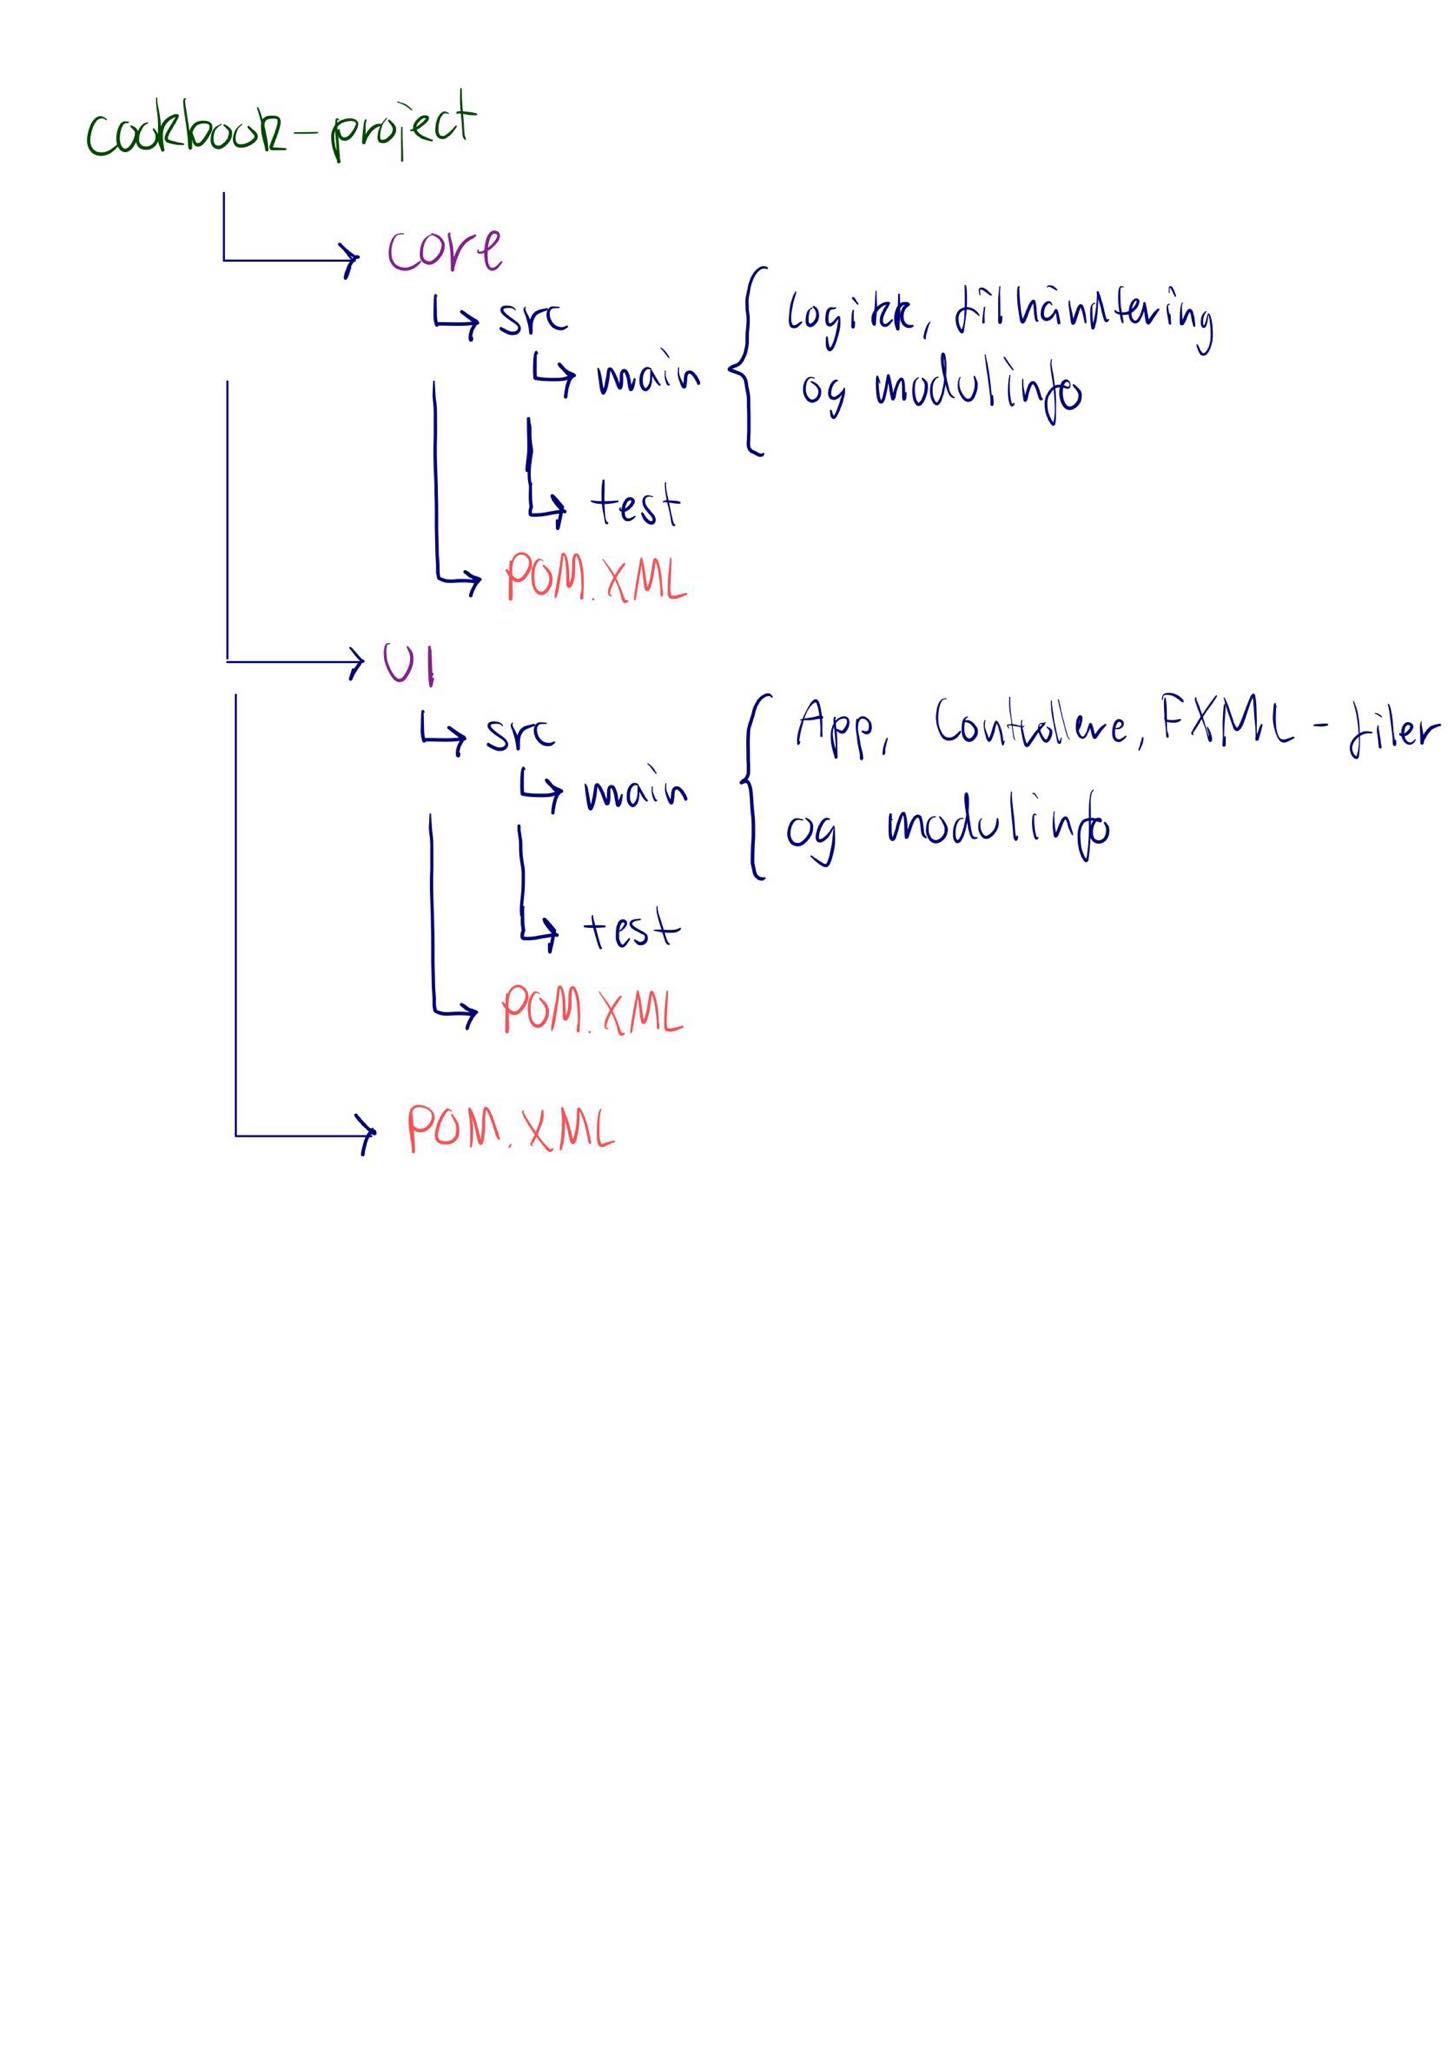 cookbook-project
core
src
main
logikk, filhåndtering
og modulinfo
test
POM.XML
UI
src
main
App, Controllere, FXML-filer
og modulinfo
test
POM.XML
POM.XML